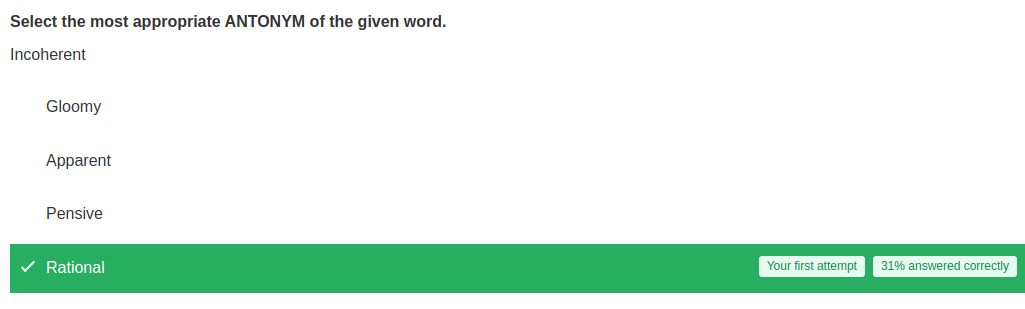 Select the most appropriate ANTONYM of the given word.
Incoherent
Gloomy
Apparent
Pensive
Rational Your first attempt 31% answered correctly